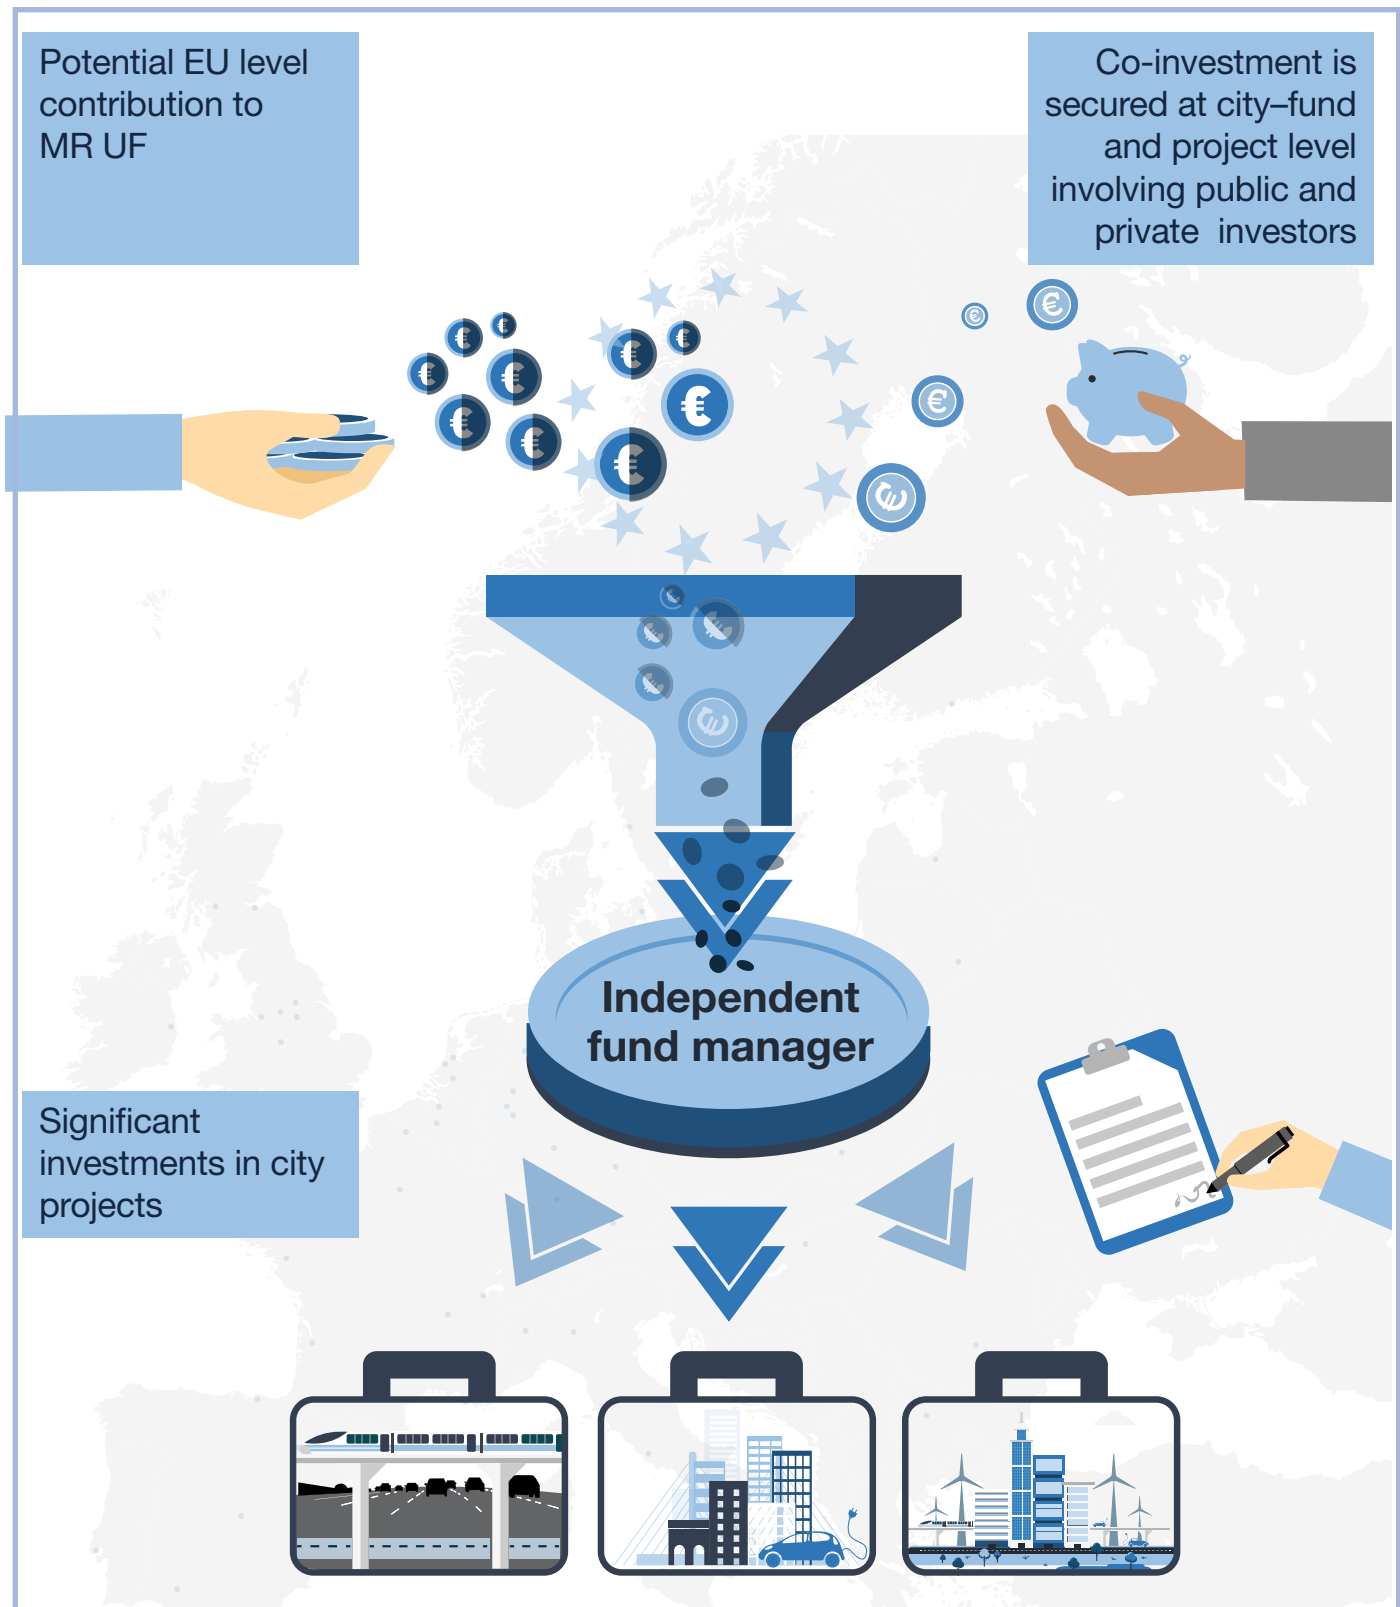 Potential EU level
contribution to
MR UF
Co-investment is
secured at city–fund
and project level
involving public and
private investors
Independent
fund manager
Significant
investments in city
projects